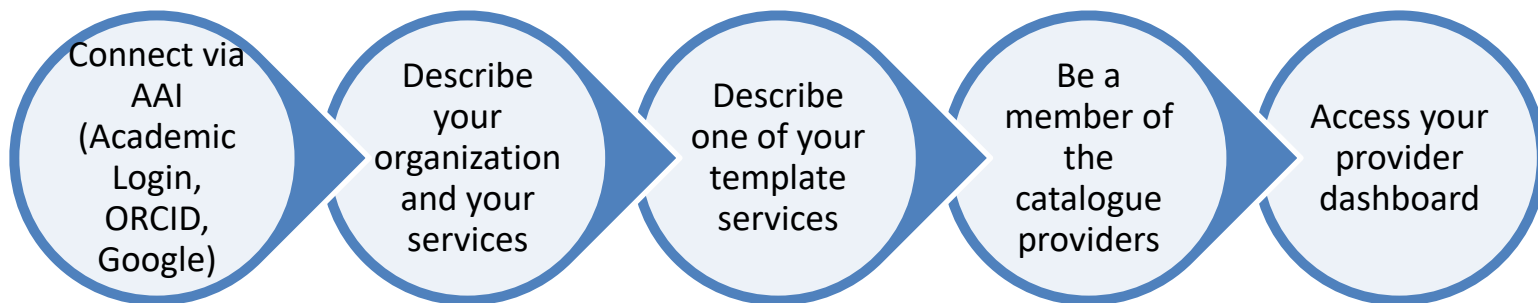 Connect via
AAI
(Academic
Login,
ORCID,
Google)
Describe
your
organization
and your
services
Describe
one of your
template
services
Be a
member of
the
catalogue
providers
Access your
provider
dashboard